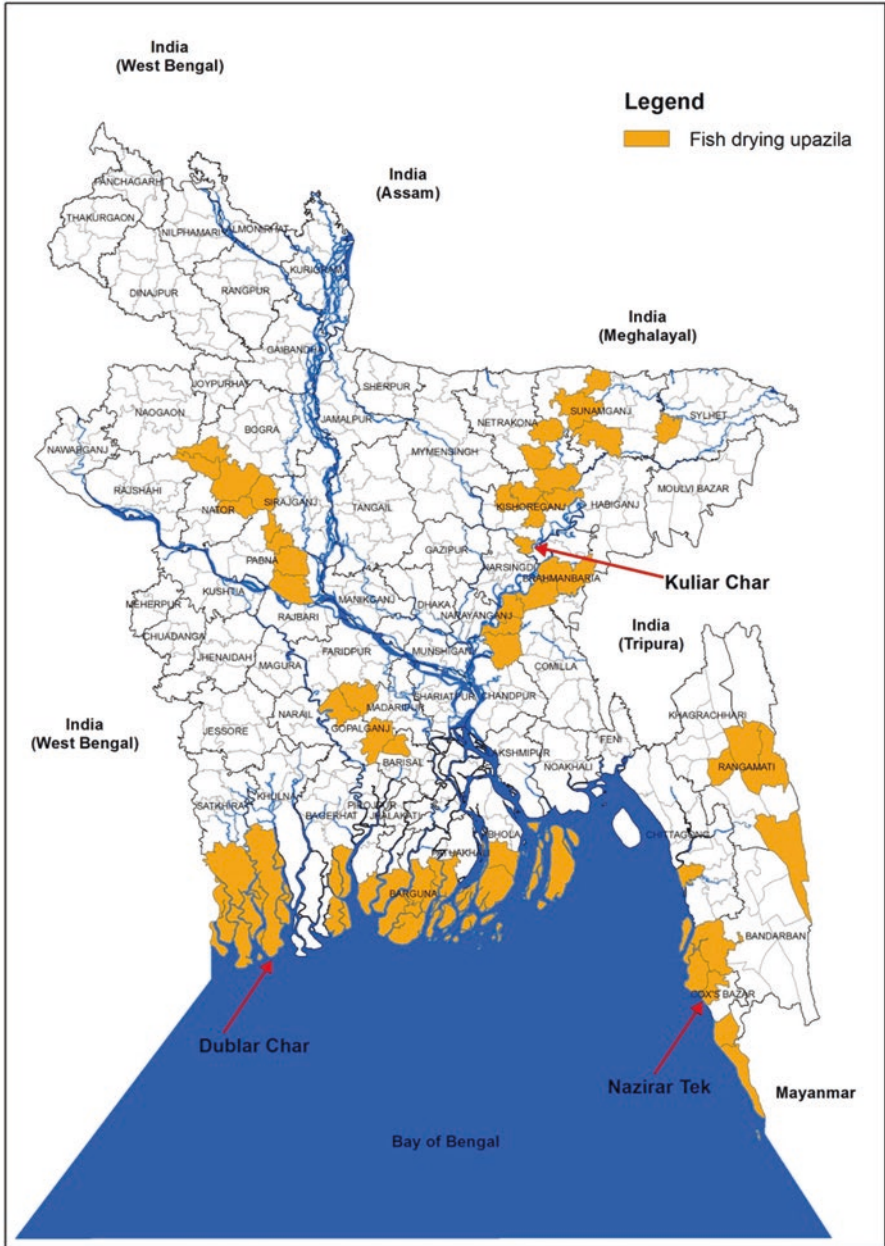 India
(West Bengal)
Legend
Fish drying upazila
India
(Assam)
PANCHAGARH
THAKURGAON
NILPHAMARI
LALMONIRHAT
KURIGRAM
DINAJPUR
RANGPUR
India
(Meghalayal)
GAIBANDHA
JOYPURHAT
SHERPUR
NAOGAON
JAMALPUR
NETRAKONA
SUNAMGANJ
SYLHET
BOGRA
NAWABGANJ
MYMENSINGH
RAJSHAHI
SIRAJGANJ
NATOR
TANGAIL
KISHOREGANJ
HABIGANJ
MOULVI BAZAR
PABNA
GAZIPUR
NARSINGDI
BRAHMANBARIA
Kuliar Char
MEHERPUR
KUSHTIA
MANIKGANJ
DHAKA
NARAYANGANJ
RAJBARI
India
(Tripura)
CHUADANGA
JHENAIDAH
MAGURA
FARIDPUR
MUNSHIGANJ
COMILLA
SHARIATPUR
CHANDPUR
MADARIPUR
India
(West Bengal)
JESSORE
NARAIL
GOPALGANJ
KHAGRACHHARI
LAKSHMIPUR
FENI
BARISAL
NOAKHALI
RANGAMATI
SATKHIRA
KHULNA
BAGERHAT
PIROJPUR
JHALAKATI
BHOLA
CHITTAGONG
PATUAKHALI
BARGUNA
BANDARBAN
COX'S BAZAR
Dublar Char
Nazirar Tek
Mayanmar
Bay of Bengal